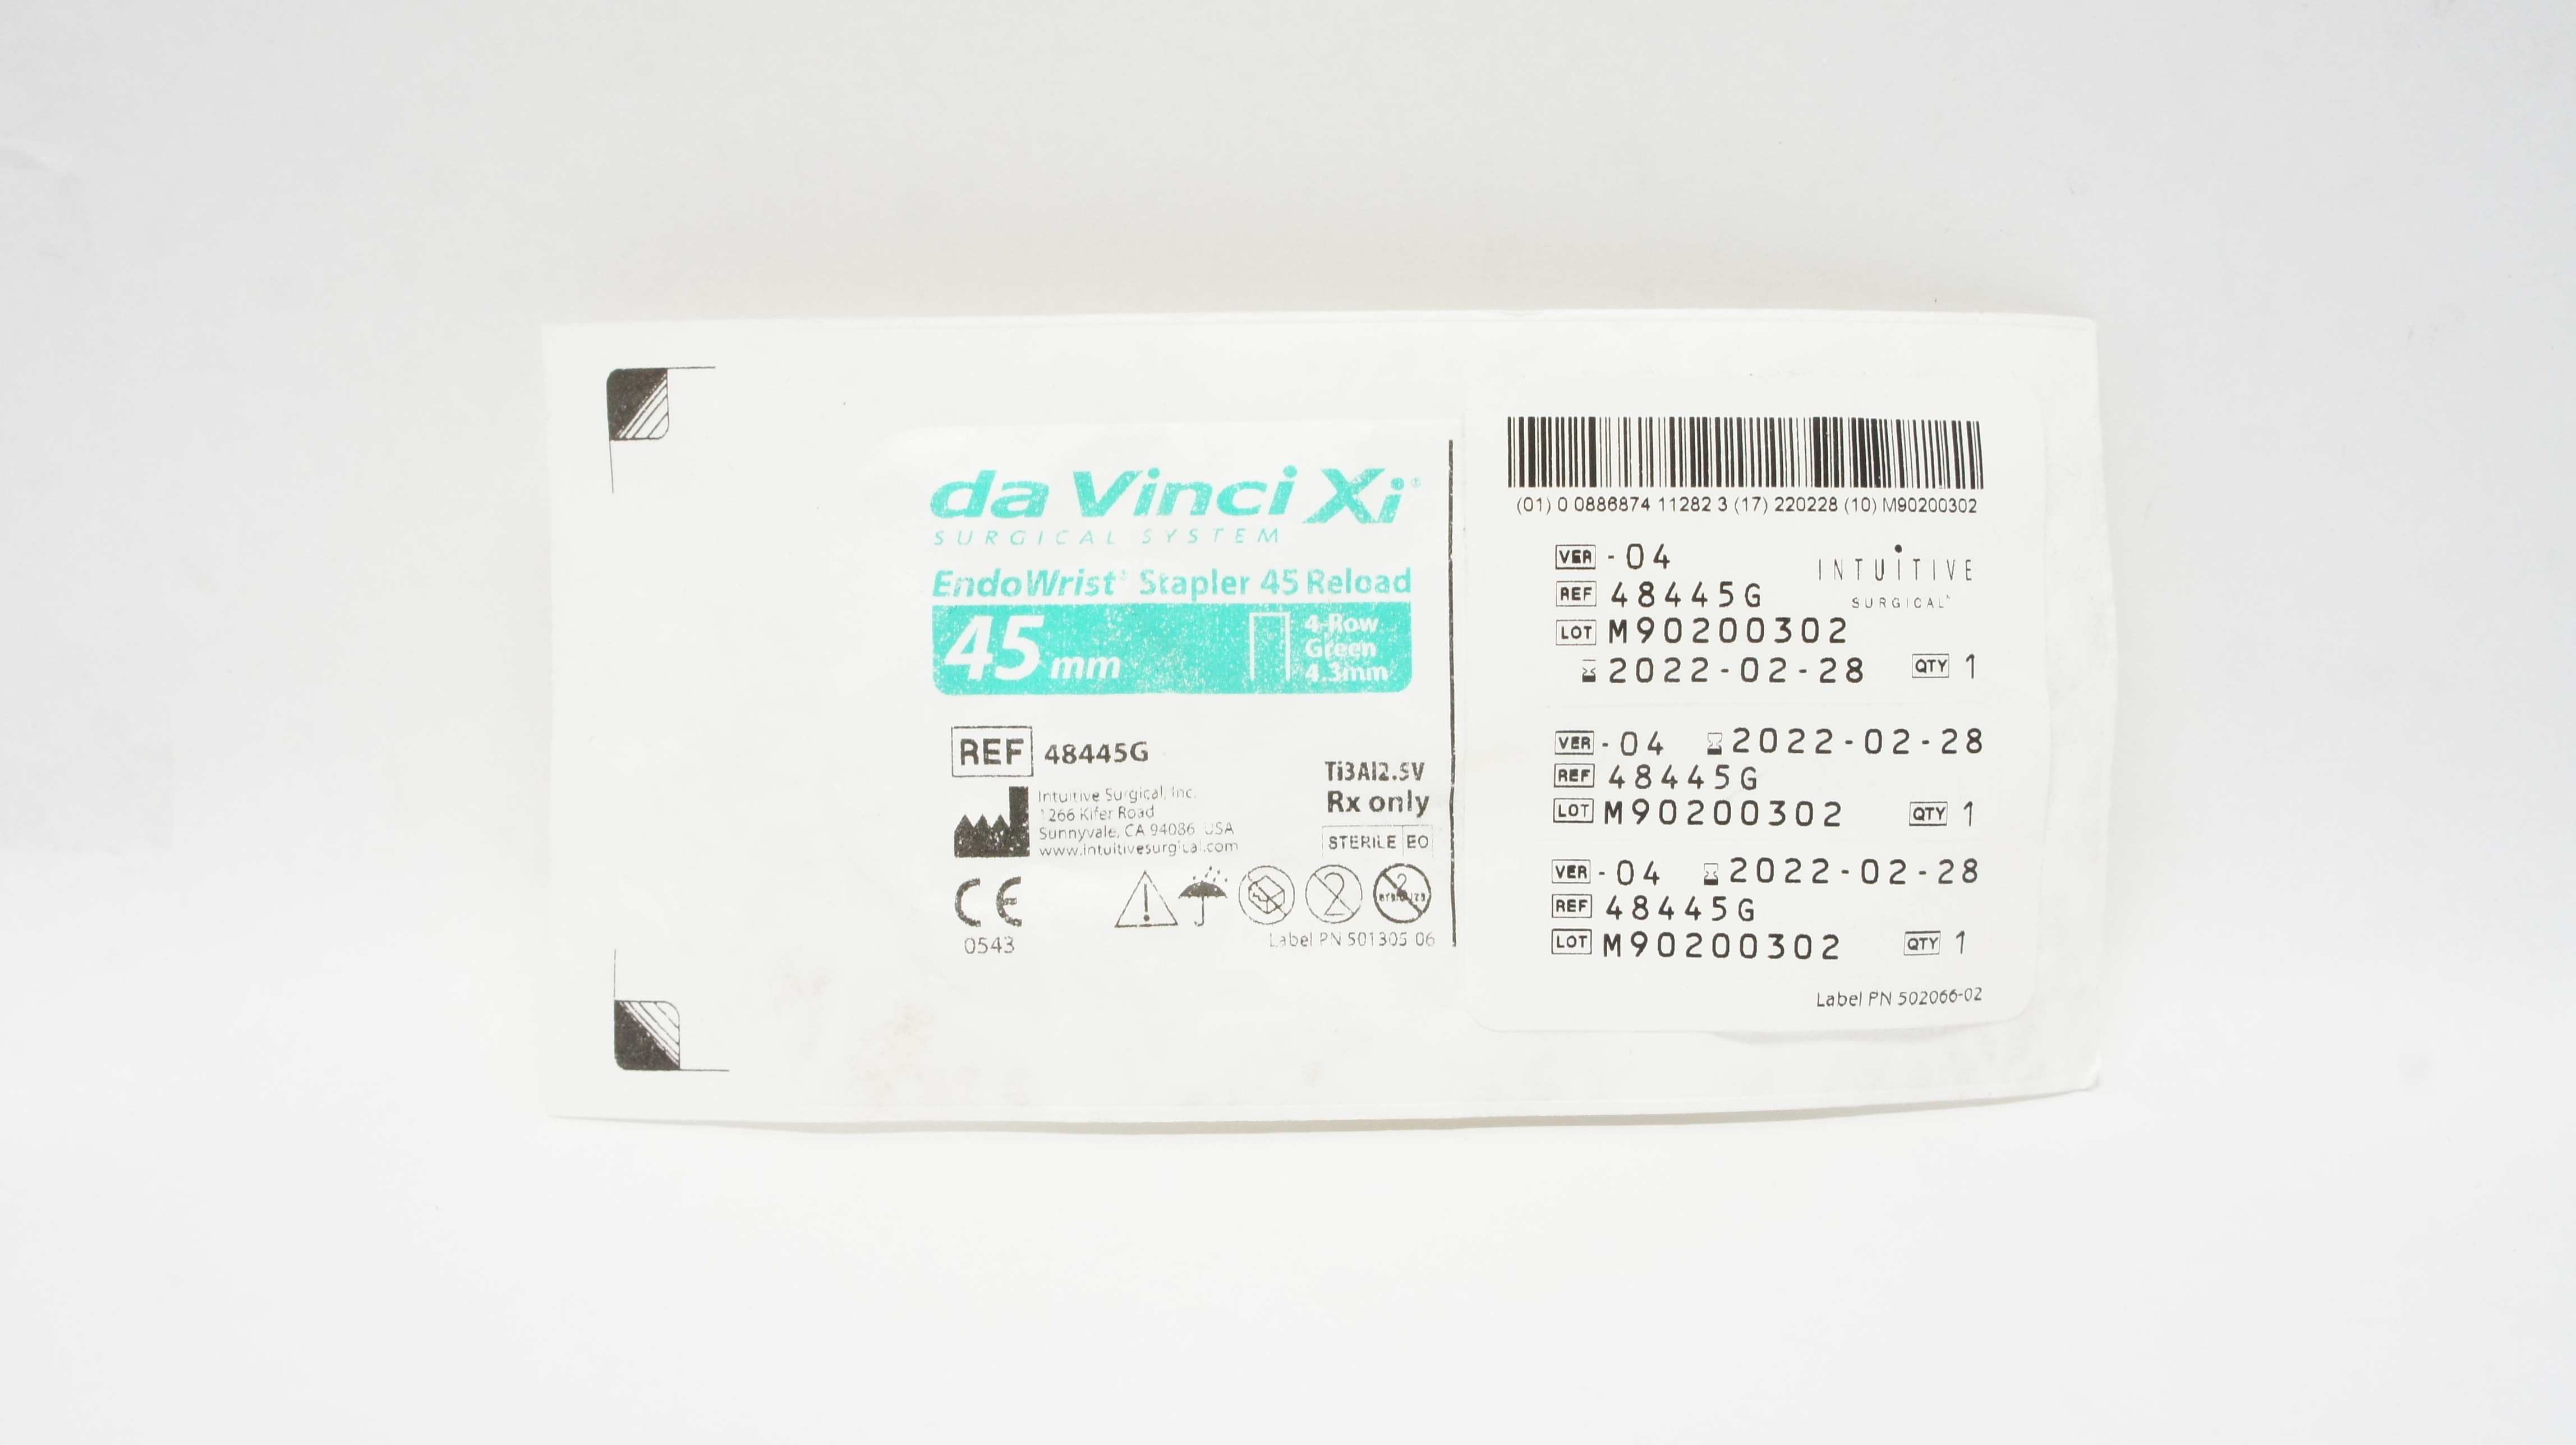 da Vinci Xi®
SURGICAL SYSTEM
EndoWrist® Stapler 45 Reload
45 mm
4-Row
Green
4.3mm
REF 48445G
Intuitive Surgical, Inc.
1266 Kifer Road
Sunnyvale, CA 94086 USA
www.intuitivesurgical.com
Ti3Al2.5V
Rx only
STERILE EO
CE
0543
2
2
Label PN 501305 06
(01) 0 0886874 11282 3 (17) 220228 (10) M90200302
VER -04
INTUITIVE
SURGICAL
REF 48445G
LOT M90200302
2022-02-28 QTY 1
VER -04 2022-02-28
REF 48445G
LOT M90200302 QTY 1
VER -04 2022-02-28
REF 48445G
LOT M90200302 QTY 1
Label PN 502066-02